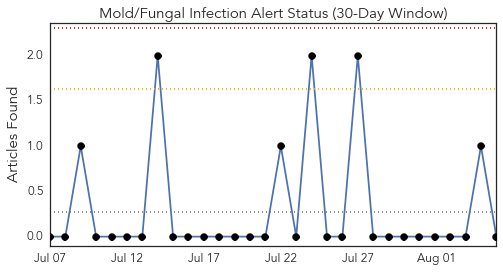 Mold/Fungal Infection Alert Status (30-Day Window)
Articles Found
2.0
1.5
1.0
0.5
0.0
Jul 07 Jul 12 Jul 17 Jul 22 Jul 27 Aug 01